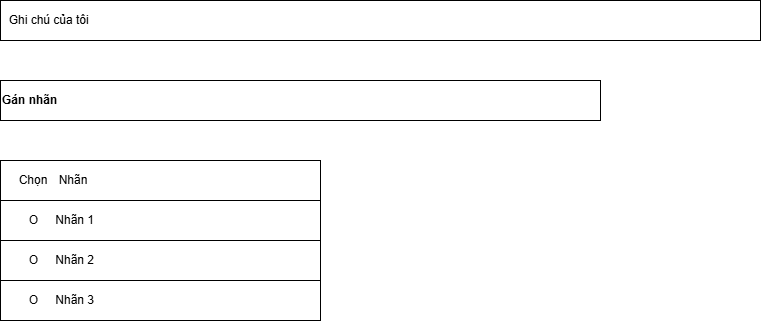 Ghi chú của tôi
Gán nhãn
Chọn Nhãn
O Nhãn 1
O Nhãn 2
O Nhãn 3